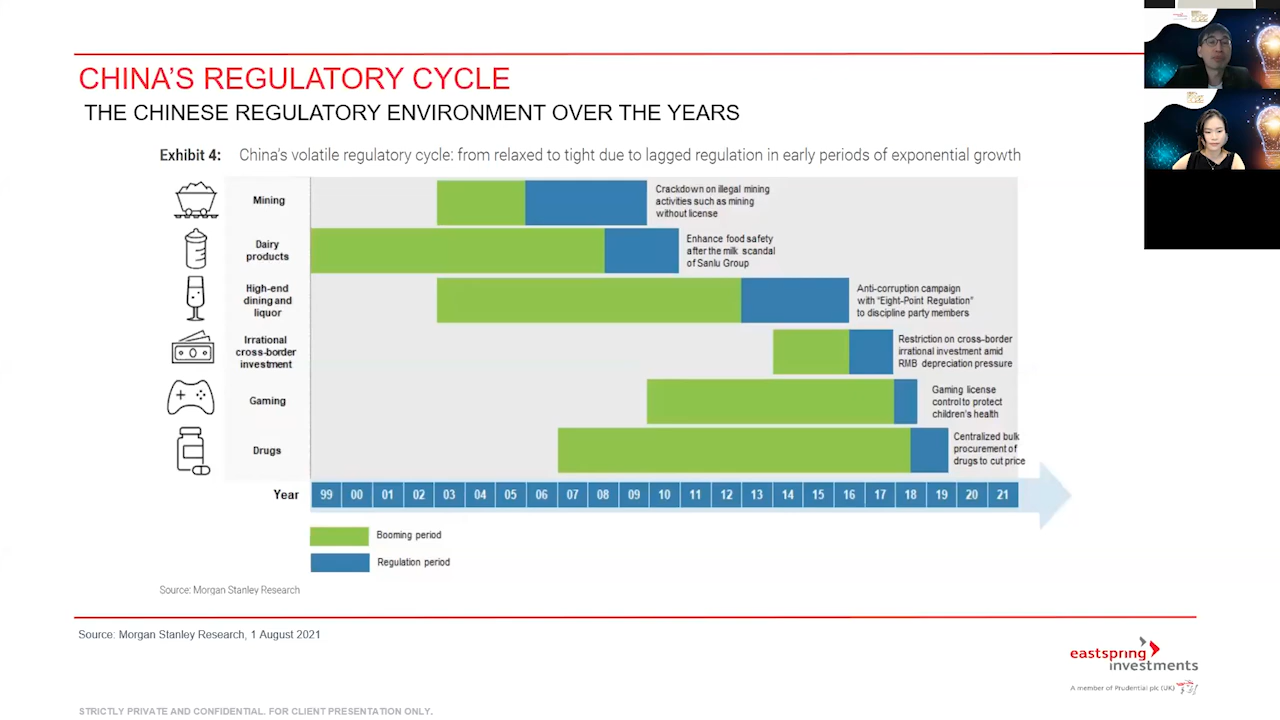 CHINA'S REGULATORY CYCLE
THE CHINESE REGULATORY ENVIRONMENT OVER THE YEARS
Exhibit 4: China's volatile regulatory cycle: from relaxed to tight due to lagged regulation in early periods of exponential growth
Mining
Crackdown on illegal mining
activities such as mining
without license
Dairy
products
Enhance food safety
after the milk scandal
of Sanlu Group
High-end
dining and
liquor
Anti-corruption campaign
with "Eight-Point Regulation"
to discipline party members
Irrational
cross-border
investment
Restriction on cross-border
irrational investment amid
RMB depreciation pressure
Gaming
Gaming license
control to protect
children's health
Drugs
Centralized bulk
procurement of
drugs to cut price
Year 99 00 01 02 03 04 05 06 07 08 09 10 11 12 13 14 15 16 17 18 19 20 21
Booming period
Regulation period
Source: Morgan Stanley Research
Source: Morgan Stanley Research, 1 August 2021
eastspring
investments
A member of Prudential plc (UK)
STRICTLY PRIVATE AND CONFIDENTIAL. FOR CLIENT PRESENTATION ONLY.